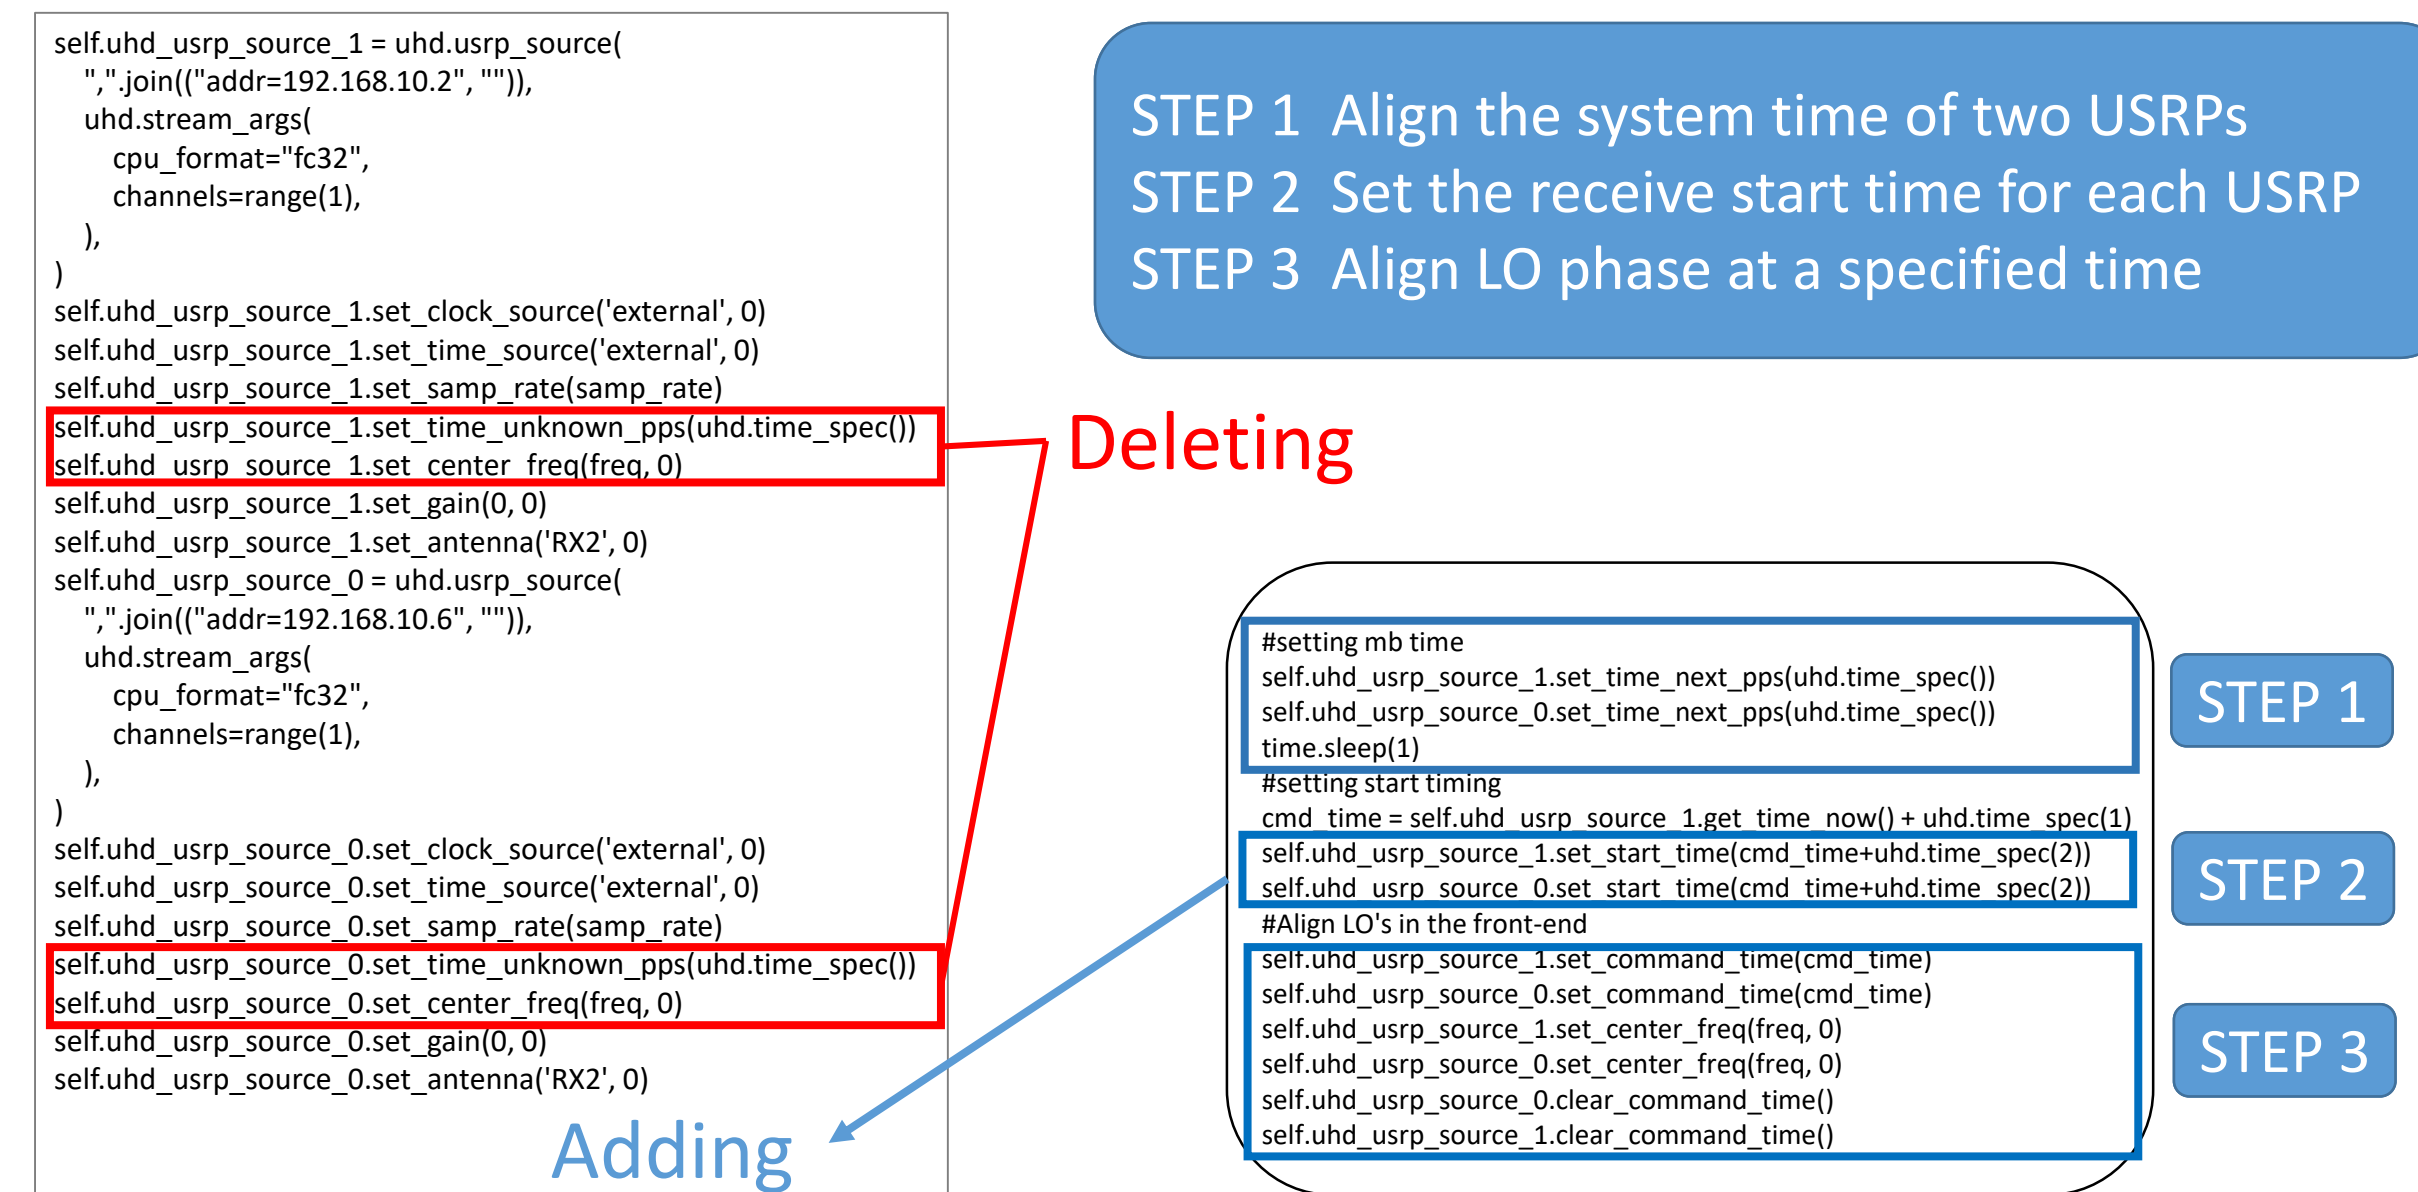 self.uhd_usrp_source_1 = uhd.usrp_source(
",".join(("addr=192.168.10.2", "")),
uhd.stream_args(
cpu_format="fc32",
channels=range(1),
),
)
self.uhd_usrp_source_1.set_clock_source('external', 0)
self.uhd_usrp_source_1.set_time_source('external', 0)
self.uhd_usrp_source_1.set_samp_rate(samp_rate)
self.uhd_usrp_source_1.set_time_unknown_pps(uhd.time_spec())
self.uhd_usrp_source_1.set_center_freq(freq, 0)
self.uhd_usrp_source_1.set_gain(0, 0)
self.uhd_usrp_source_1.set_antenna('RX2', 0)
self.uhd_usrp_source_0 = uhd.usrp_source(
",".join(("addr=192.168.10.6", "")),
uhd.stream_args(
cpu_format="fc32",
channels=range(1),
),
)
self.uhd_usrp_source_0.set_clock_source('external', 0)
self.uhd_usrp_source_0.set_time_source('external', 0)
self.uhd_usrp_source_0.set_samp_rate(samp_rate)
self.uhd_usrp_source_0.set_time_unknown_pps(uhd.time_spec())
self.uhd_usrp_source_0.set_center_freq(freq, 0)
self.uhd_usrp_source_0.set_gain(0, 0)
self.uhd_usrp_source_0.set_antenna('RX2', 0)
Adding
STEP 1 Align the system time of two USRPs
STEP 2 Set the receive start time for each USRP
STEP 3 Align LO phase at a specified time
Deleting
#setting mb time
self.uhd_usrp_source_1.set_time_next_pps(uhd.time_spec())
self.uhd_usrp_source_0.set_time_next_pps(uhd.time_spec())
time.sleep(1)
#setting start timing
cmd_time = self.uhd_usrp_source_1.get_time_now() + uhd.time_spec(1)
self.uhd_usrp_source_1.set_start_time(cmd_time+uhd.time_spec(2))
self.uhd_usrp_source_0.set_start_time(cmd_time+uhd.time_spec(2))
#Align LO's in the front-end
self.uhd_usrp_source_1.set_command_time(cmd_time)
self.uhd_usrp_source_0.set_command_time(cmd_time)
self.uhd_usrp_source_1.set_center_freq(freq, 0)
self.uhd_usrp_source_0.set_center_freq(freq, 0)
self.uhd_usrp_source_0.clear_command_time()
self.uhd_usrp_source_1.clear_command_time()
STEP 1
STEP 2
STEP 3